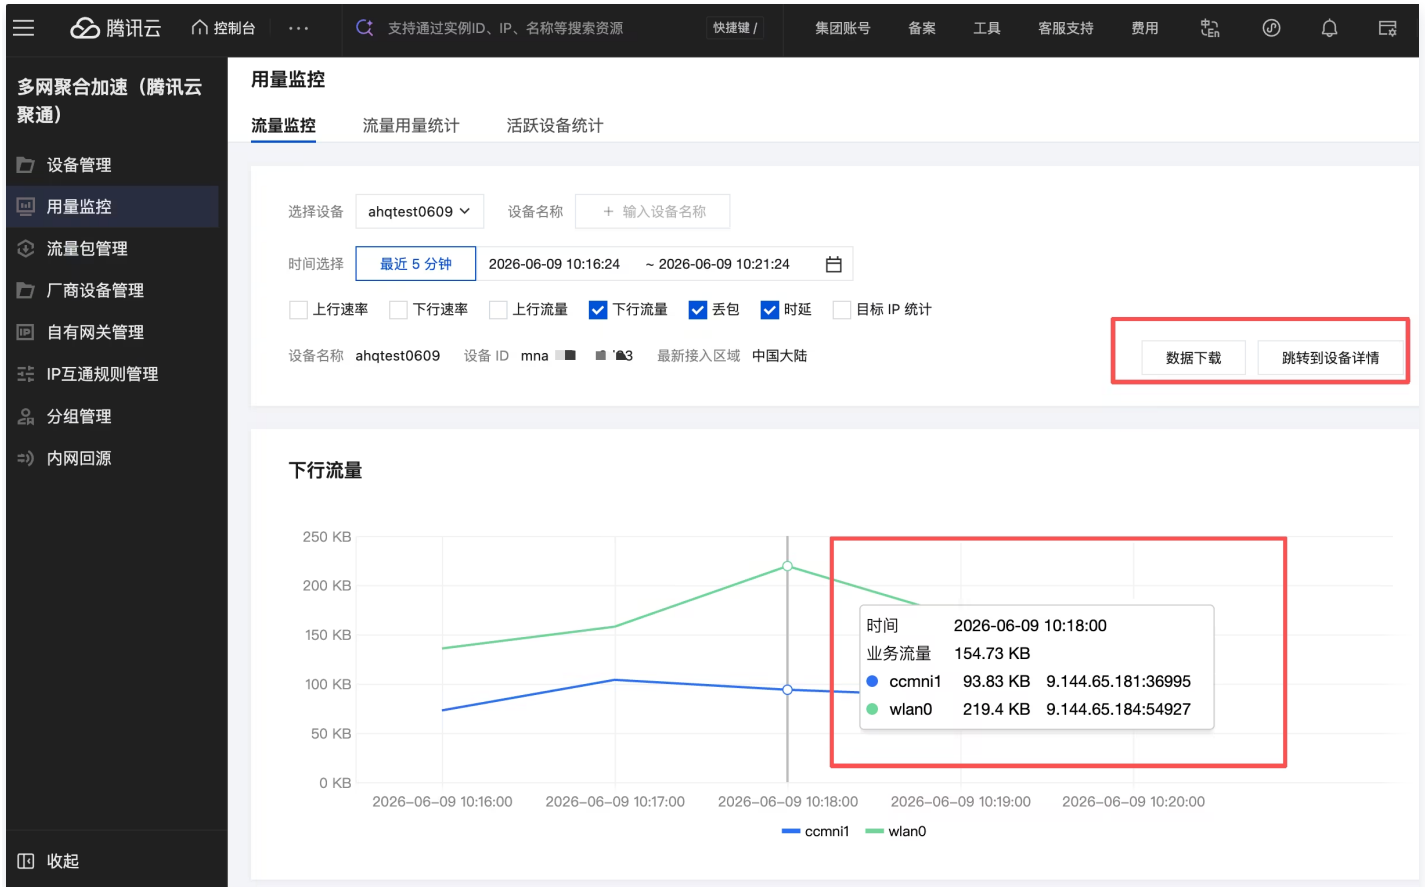 腾讯云
控制台
支持通过实例ID、IP、名称等搜索资源
快捷键 /
集团账号
备案
工具
客服支持
费用
中En
多网聚合加速（腾讯云
聚通）
设备管理
用量监控
流量包管理
厂商设备管理
自有网关管理
IP互通规则管理
分组管理
内网回源
收起
用量监控
流量监控 流量用量统计 活跃设备统计
选择设备 ahqtest0609 设备名称 + 输入设备名称
时间选择 最近 5 分钟 2026-06-09 10:16:24 ~ 2026-06-09 10:21:24
上行速率 下行速率 上行流量 下行流量 丢包 时延 目标 IP 统计
设备名称 ahqtest0609 设备 ID mna 最新接入区域 中国大陆
数据下载 跳转到设备详情
下行流量
250 KB
200 KB
150 KB
100 KB
50 KB
0 KB
时间 2026-06-09 10:18:00
业务流量 154.73 KB
ccmni1 93.83 KB 9.144.65.181:36995
wlan0 219.4 KB 9.144.65.184:54927
2026-06-09 10:16:00 2026-06-09 10:17:00 2026-06-09 10:18:00 2026-06-09 10:19:00 2026-06-09 10:20:00
ccmni1 wlan0